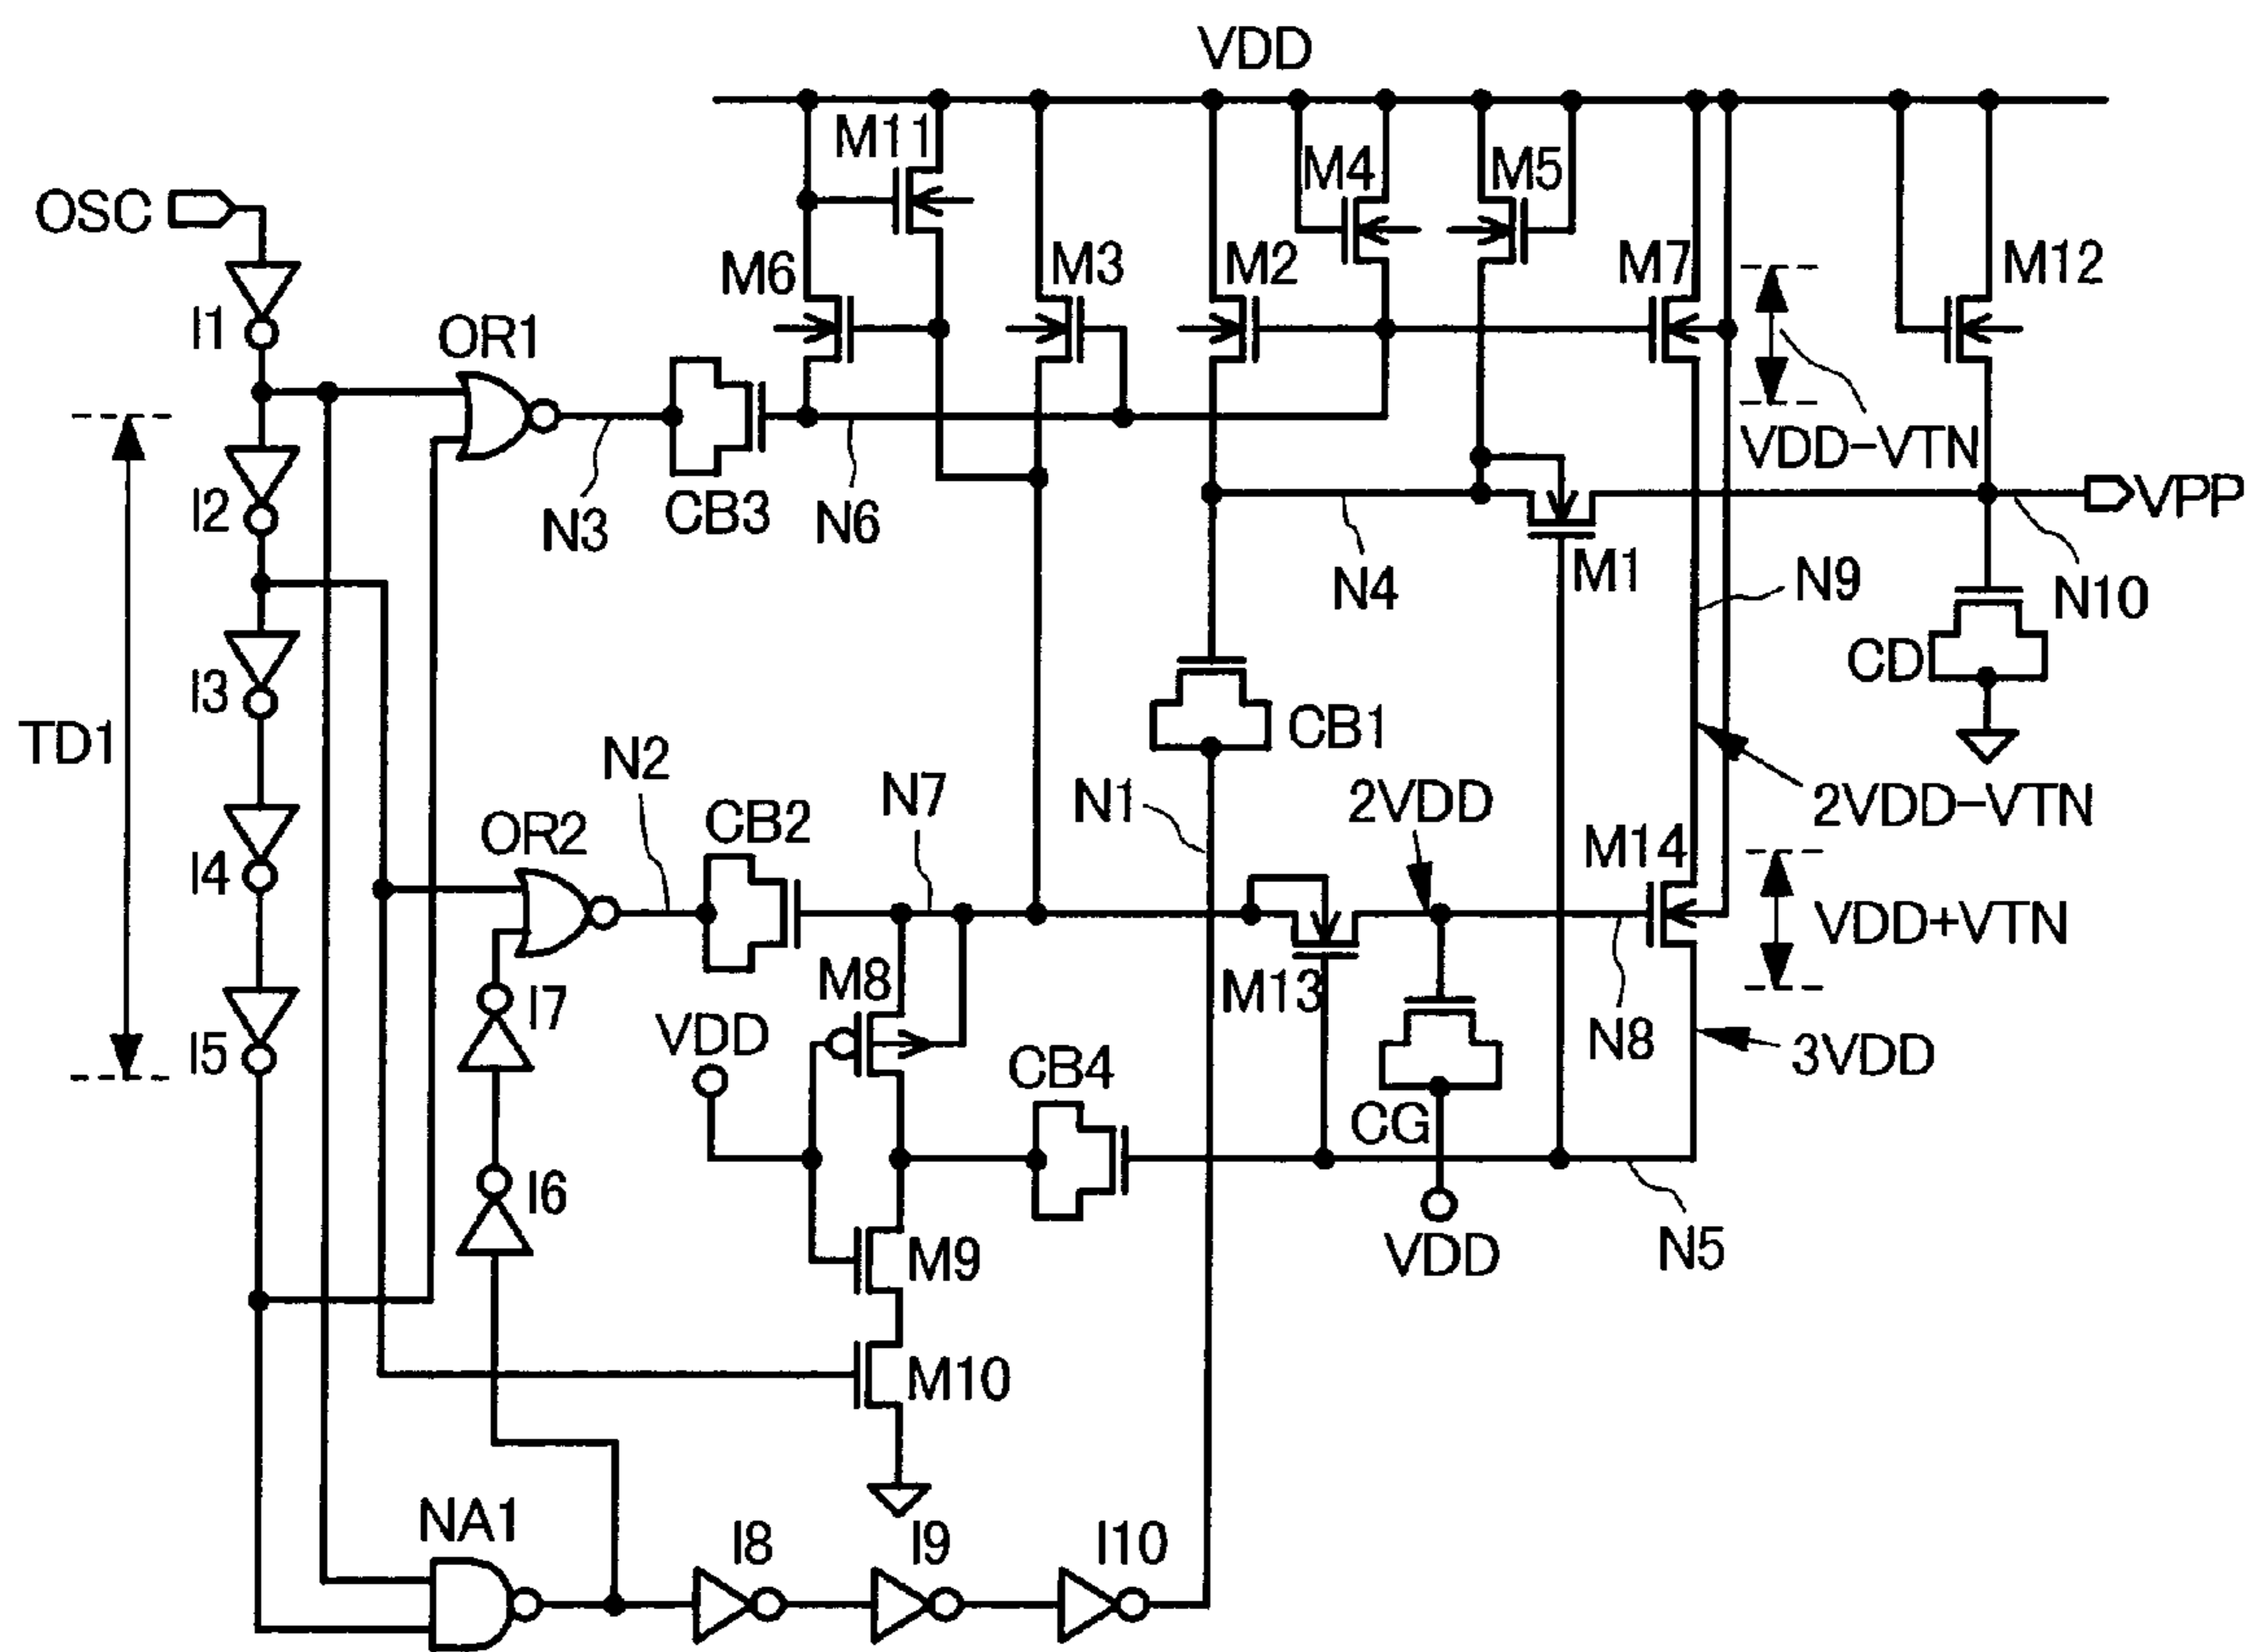 VDD
M11
M4
M5
OSC
M6
M3
M2
M7
M12
I1
OR1
VDD-VTN
I2
N3
CB3
N6
VPP
N4
M1
N9
N10
I3
CD
TD1
CB1
N2
N7
N1
2VDD
2VDD-VTN
CB2
OR2
M14
I4
VDD+VTN
M8
M13
I7
N8
VDD
I5
CB4
3VDD
CG
I6
M9
VDD
N5
M10
NA1
I8
I9
I10